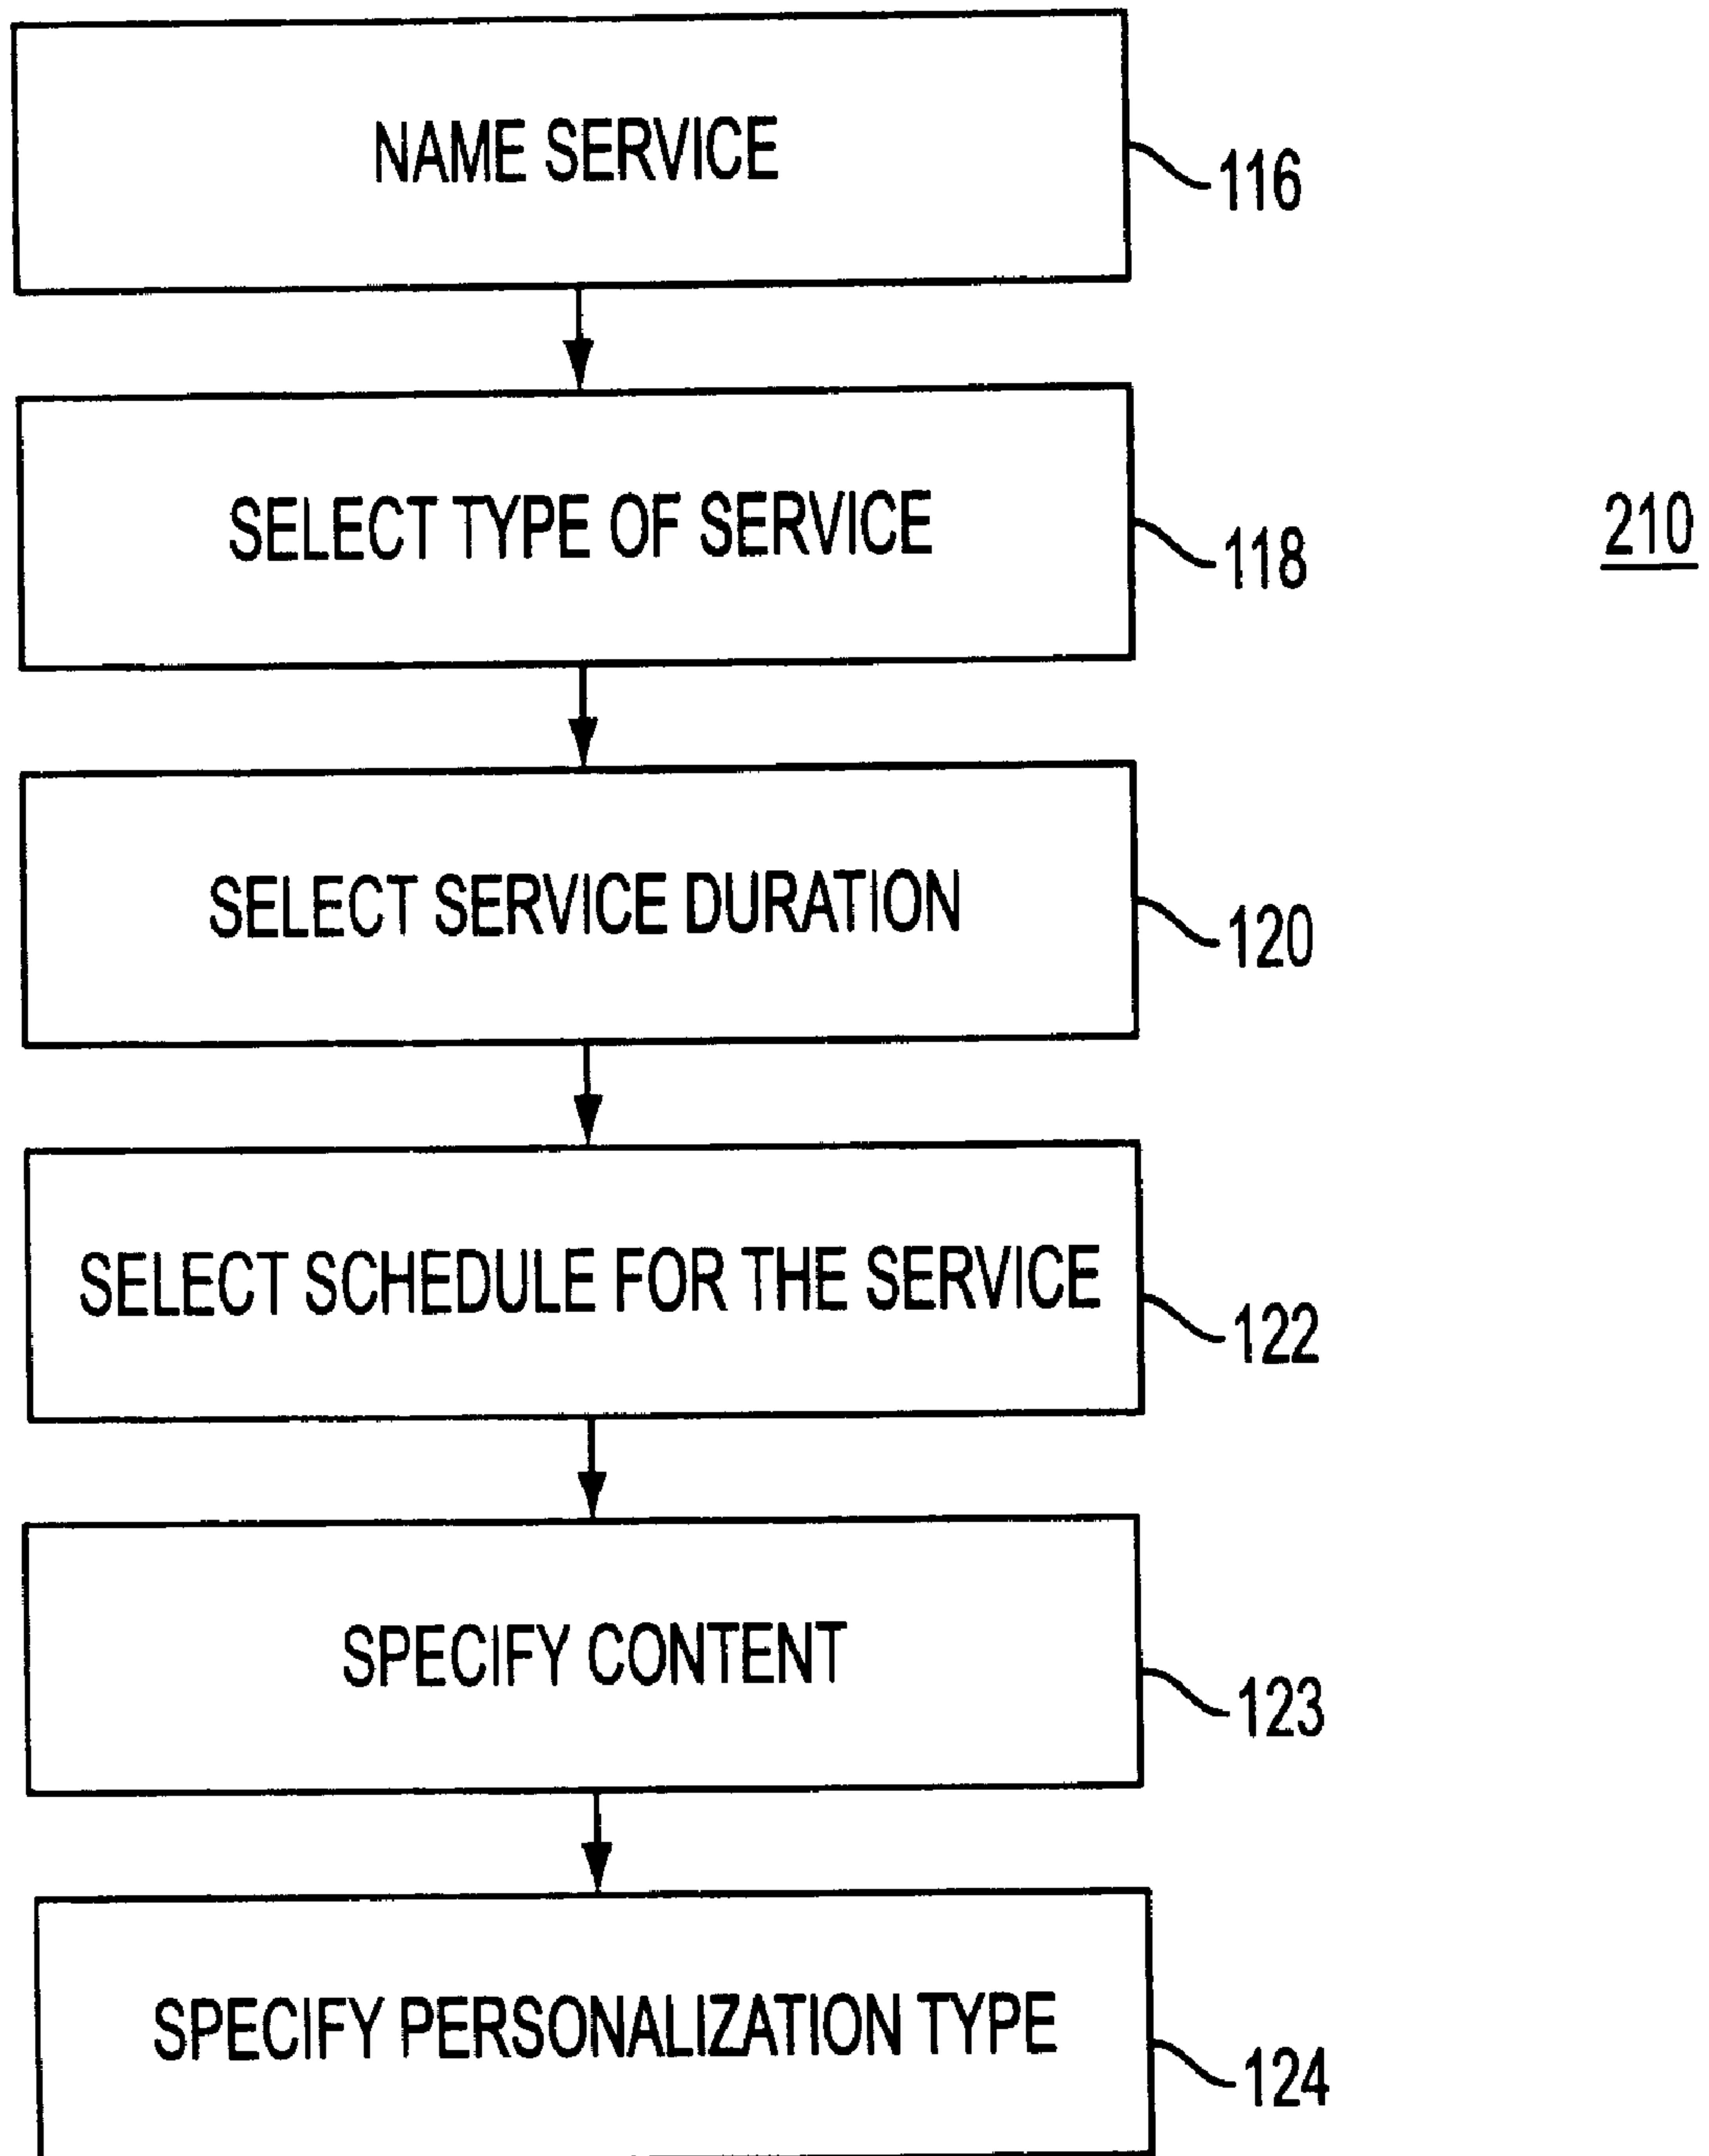 NAME SERVICE
116
SELECT TYPE OF SERVICE
118
210
SELECT SERVICE DURATION
120
SELECT SCHEDULE FOR THE SERVICE
122
SPECIFY CONTENT
123
SPECIFY PERSONALIZATION TYPE
124